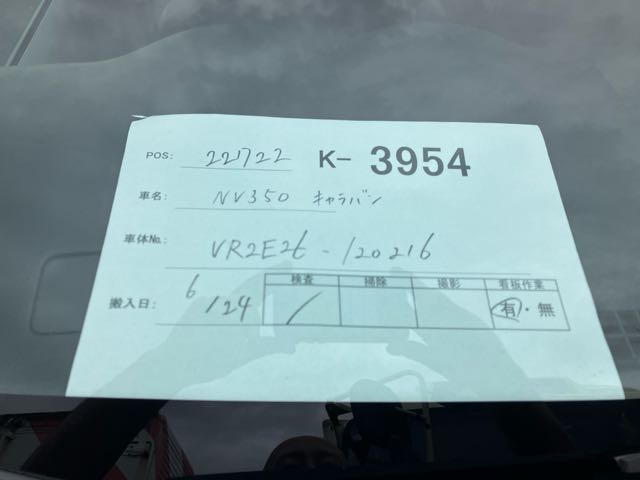 POS: 221722 K- 3954
車名: NV350 キャラバン
車体No. VR2E26-120216
検査 掃除 撮影 看板作業
搬入日: 6/24 / 有・無